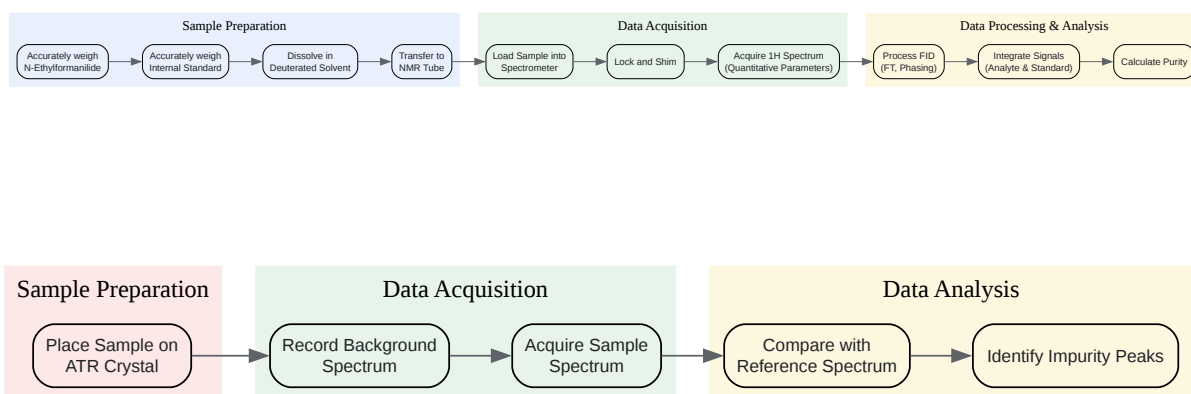 Sample Preparation
Accurately weigh
N-Ethylformanilide
Accurately weigh
Internal Standard
Dissolve in
Deuterated Solvent
Transfer to
NMR Tube
Data Acquisition
Load Sample into
Spectrometer
Lock and Shim
Acquire 1H Spectrum
(Quantitative Parameters)
Data Processing & Analysis
Process FID
(FT, Phasing)
Integrate Signals
(Analyte & Standard)
Calculate Purity
Sample Preparation
Place Sample on
ATR Crystal
Data Acquisition
Record Background
Spectrum
Acquire Sample
Spectrum
Data Analysis
Compare with
Reference Spectrum
Identify Impurity Peaks